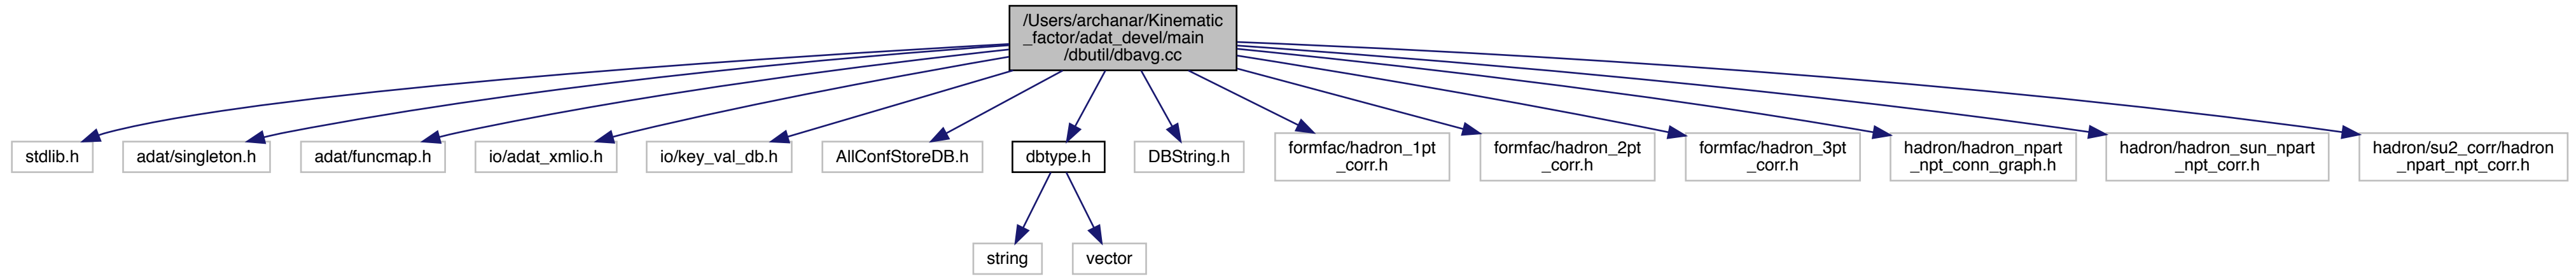 /Users/archanar/Kinematic
_factor/adat_devel/main
/dbutil/dbavg.cc
stdlib.h
adat/singleton.h
adat/funcmap.h
io/adat_xmlio.h
io/key_val_db.h
AllConfStoreDB.h
dbtype.h
DBString.h
formfac/hadron_1pt
_corr.h
formfac/hadron_2pt
_corr.h
formfac/hadron_3pt
_corr.h
hadron/hadron_npart
_npt_conn_graph.h
hadron/hadron_sun_npart
_npt_corr.h
hadron/su2_corr/hadron
_npart_npt_corr.h
string
vector